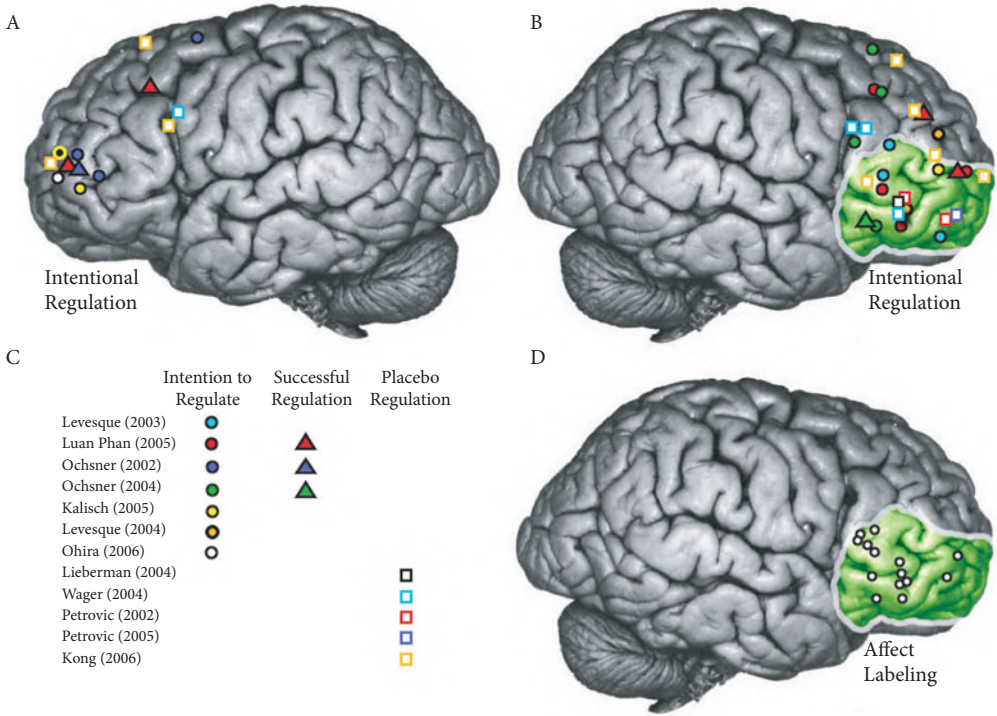 A
B
Intentional
Regulation
Intentional
Regulation
C
D
Intention to
Regulate
Successful
Regulation
Placebo
Regulation
Levesque (2003)
Luan Phan (2005)
Ochsner (2002)
Ochsner (2004)
Kalisch (2005)
Levesque (2004)
Ohira (2006)
Lieberman (2004)
Wager (2004)
Petrovic (2002)
Petrovic (2005)
Kong (2006)
Affect
Labeling